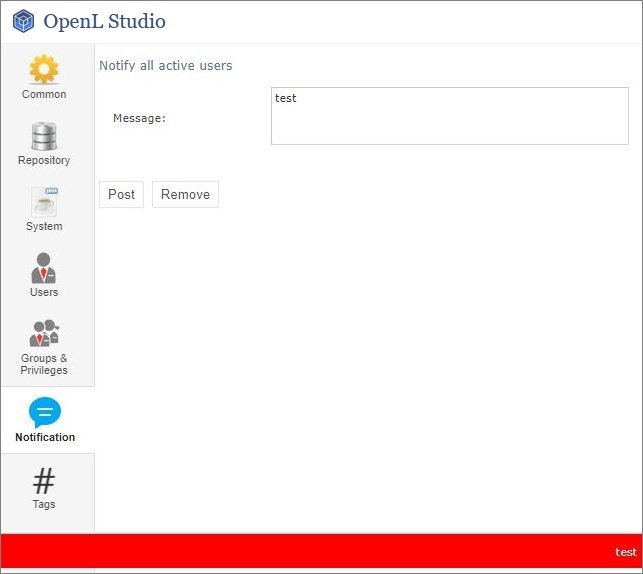 OpenL Studio
Common
Repository
System
Users
Groups &
Privileges
Notification
#
Tags
Notify all active users
Message:
test
Post
Remove
test